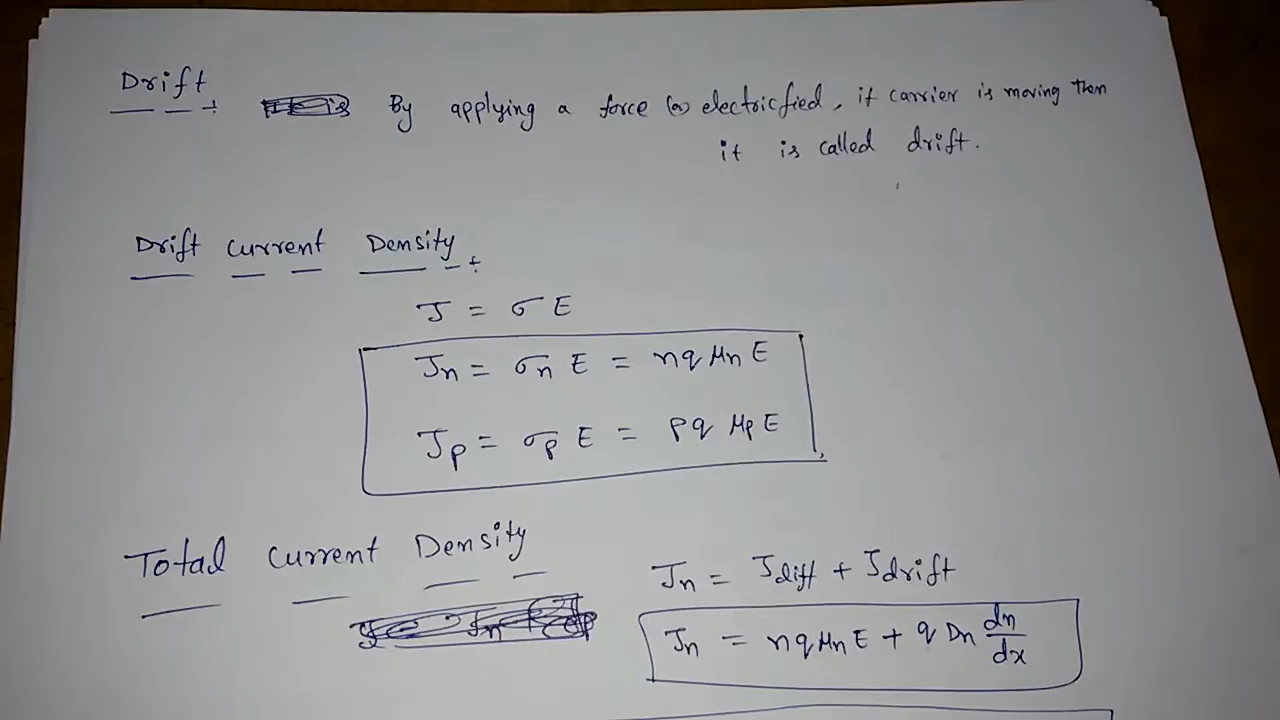 Drift :
By applying a force (or) electricfied, if carrier is moving then
it is called drift.
Drift Current Density :
J = σ E
Jn = σn E = nq μn E
Jp = σp E = pq μp E
Total Current Density
Jn = Jdiff + Jdrift
Jn = nq μn E + q Dn dn/dx